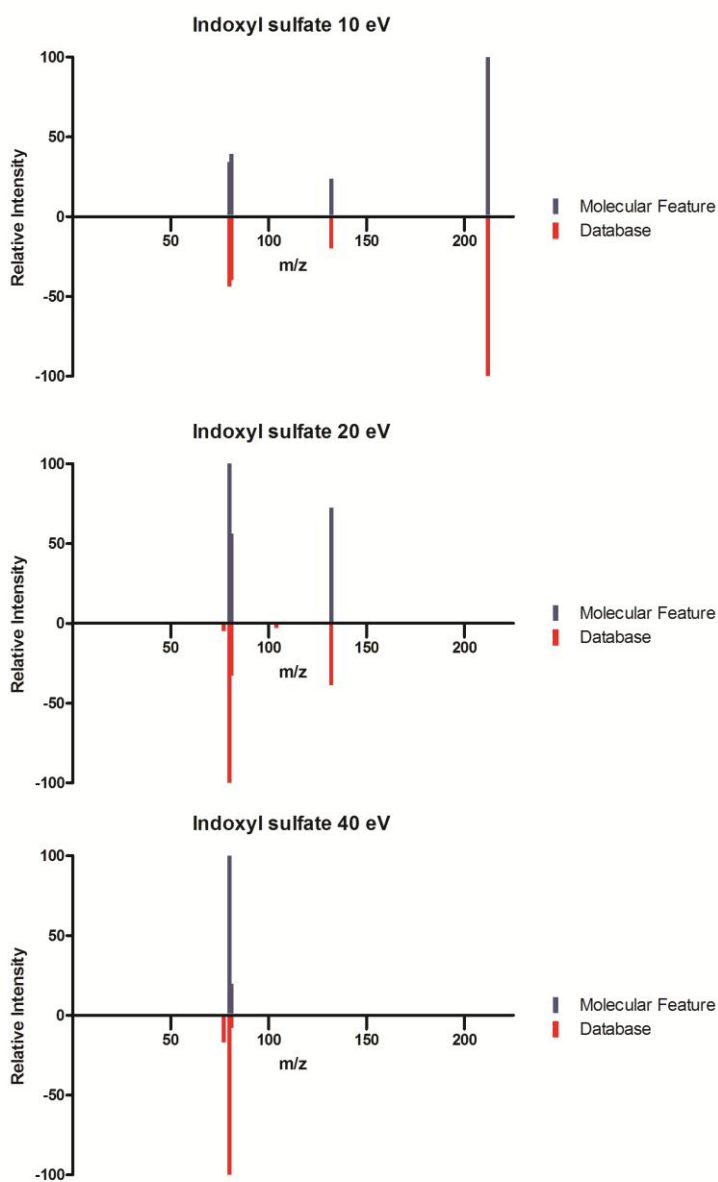 Indoxyl sulfate 10 eV
100
50
0
-50
-100
Relative Intensity
50 100 150 200
m/z
Molecular Feature
Database
Indoxyl sulfate 20 eV
100
50
0
-50
-100
Relative Intensity
50 100 150 200
m/z
Molecular Feature
Database
Indoxyl sulfate 40 eV
100
50
0
-50
-100
Relative Intensity
50 100 150 200
m/z
Molecular Feature
Database